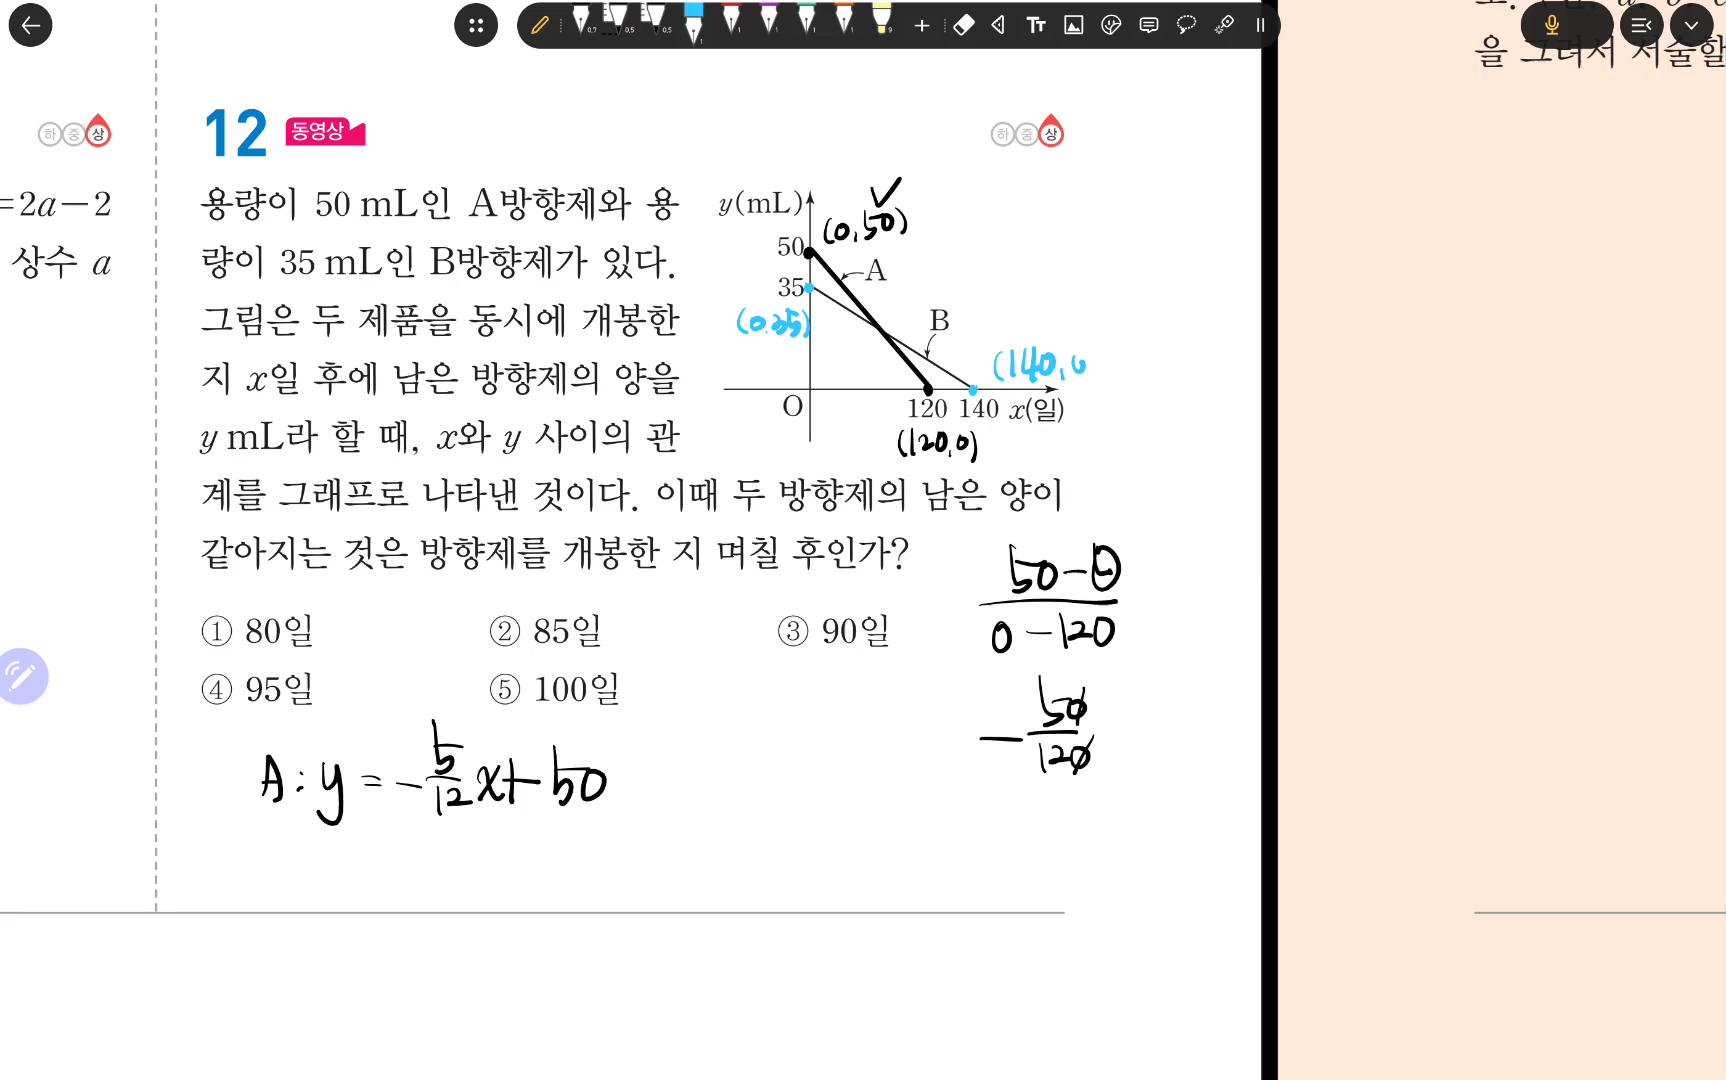 =2a-2
상수 a
하 중 상
12 동영상
하 중 상
용량이 50 mL인 A방향제와 용
량이 35 mL인 B방향제가 있다.
그림은 두 제품을 동시에 개봉한
지 x일 후에 남은 방향제의 양을
y mL라 할 때, x와 y 사이의 관
계를 그래프로 나타낸 것이다. 이때 두 방향제의 남은 양이
같아지는 것은 방향제를 개봉한 지 며칠 후인가?
y(mL)
(0,50)
50
A
35
(0.35)
B
(140,0
O
120 140 x(일)
(120,0)
① 80일 ② 85일 ③ 90일
④ 95일 ⑤ 100일
50-0
0-120
-50/120
A: y=-5/12x+50
을 그려서 서술할